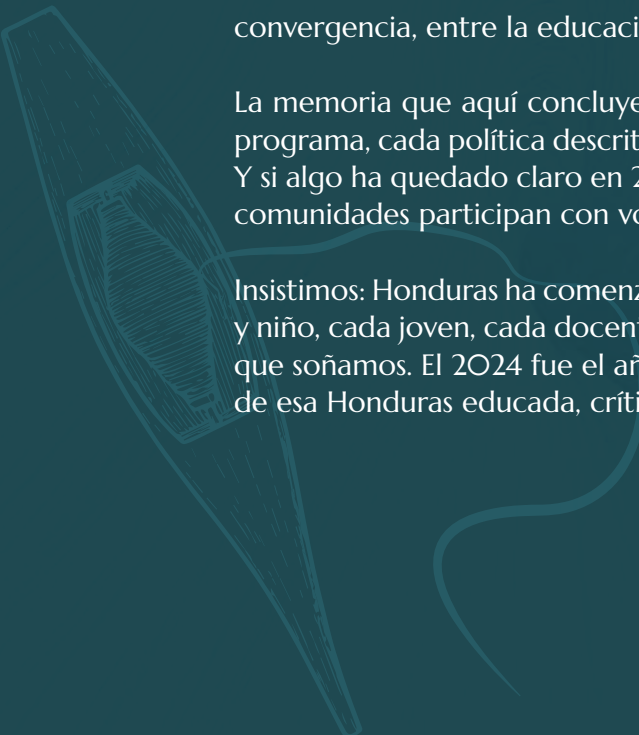 convergencia, entre la educaci
La memoria que aquí concluye
programa, cada política descrit
Y si algo ha quedado claro en 2
comunidades participan con vo
Insistimos: Honduras ha comenz
y niño, cada joven, cada docent
que soñamos. El 2024 fue el añ
de esa Honduras educada, críti